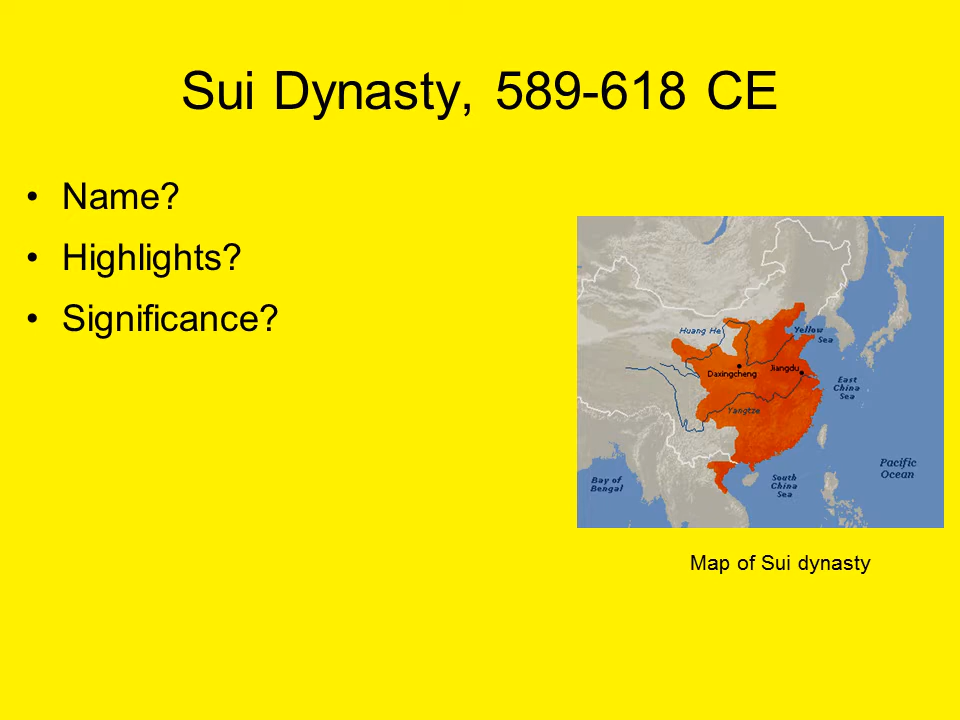 Sui Dynasty, 589-618 CE
• Name?
• Highlights?
• Significance?
Huang He
Yellow
Sea
Daxingcheng
Jiangdu
East
China
Sea
Yangtze
Pacific
Ocean
Bay of
Bengal
South
China
Sea
Map of Sui dynasty